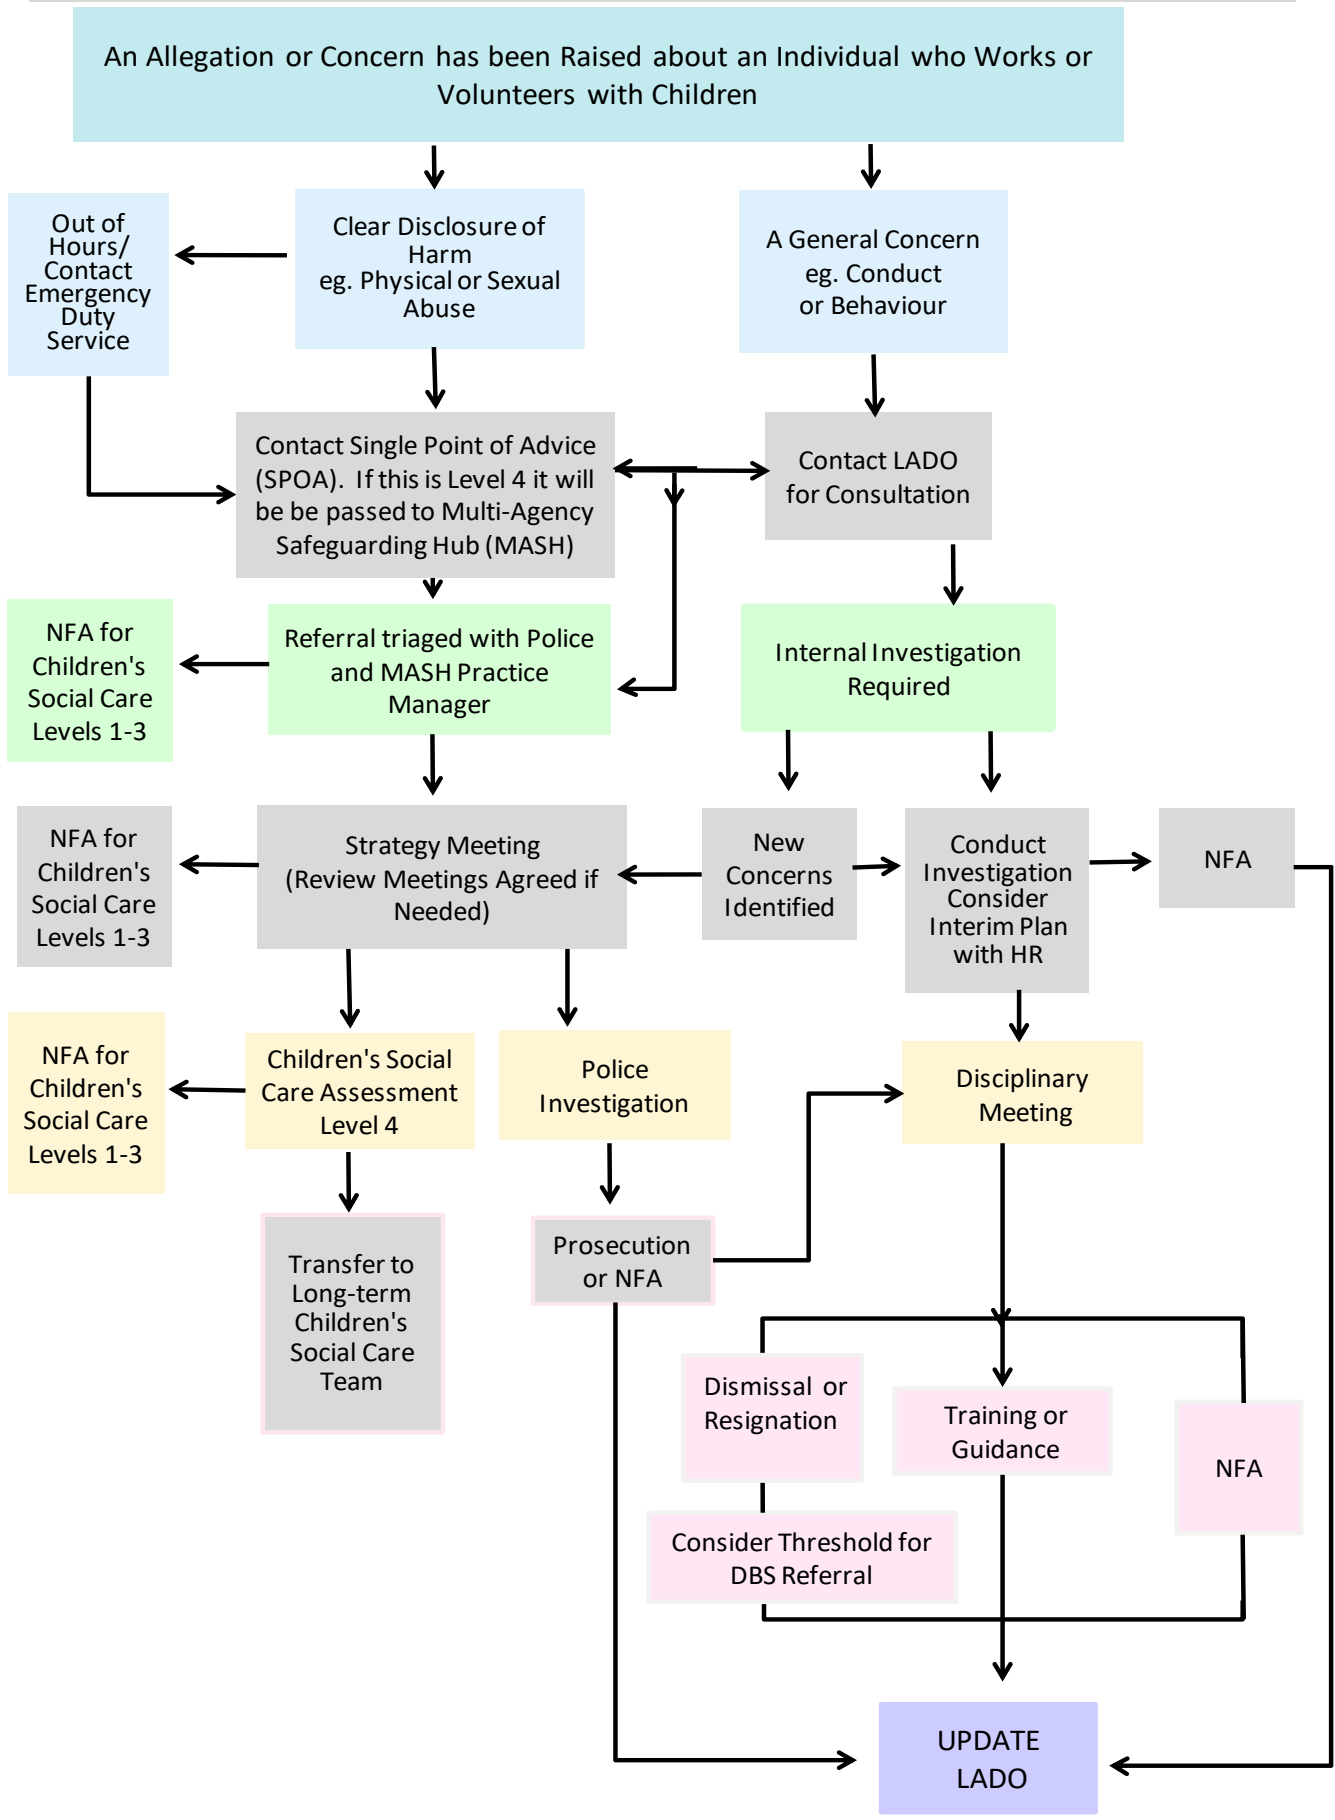 An Allegation or Concern has been Raised about an Individual who Works or
Volunteers with Children
Out of
Hours/
Contact
Emergency
Duty
Service
Clear Disclosure of
Harm
eg. Physical or Sexual
Abuse
A General Concern
eg. Conduct
or Behaviour
Contact Single Point of Advice
(SPOA). If this is Level 4 it will
be be passed to Multi-Agency
Safeguarding Hub (MASH)
Contact LADO
for Consultation
NFA for
Children's
Social Care
Levels 1-3
Referral triaged with Police
and MASH Practice
Manager
Internal Investigation
Required
NFA for
Children's
Social Care
Levels 1-3
Strategy Meeting
(Review Meetings Agreed if
Needed)
New
Concerns
Identified
Conduct
Investigation
Consider
Interim Plan
with HR
NFA
NFA for
Children's
Social Care
Levels 1-3
Children's Social
Care Assessment
Level 4
Police
Investigation
Disciplinary
Meeting
Transfer to
Long-term
Children's
Social Care
Team
Prosecution
or NFA
Dismissal or
Resignation
Training or
Guidance
NFA
Consider Threshold for
DBS Referral
UPDATE
LADO